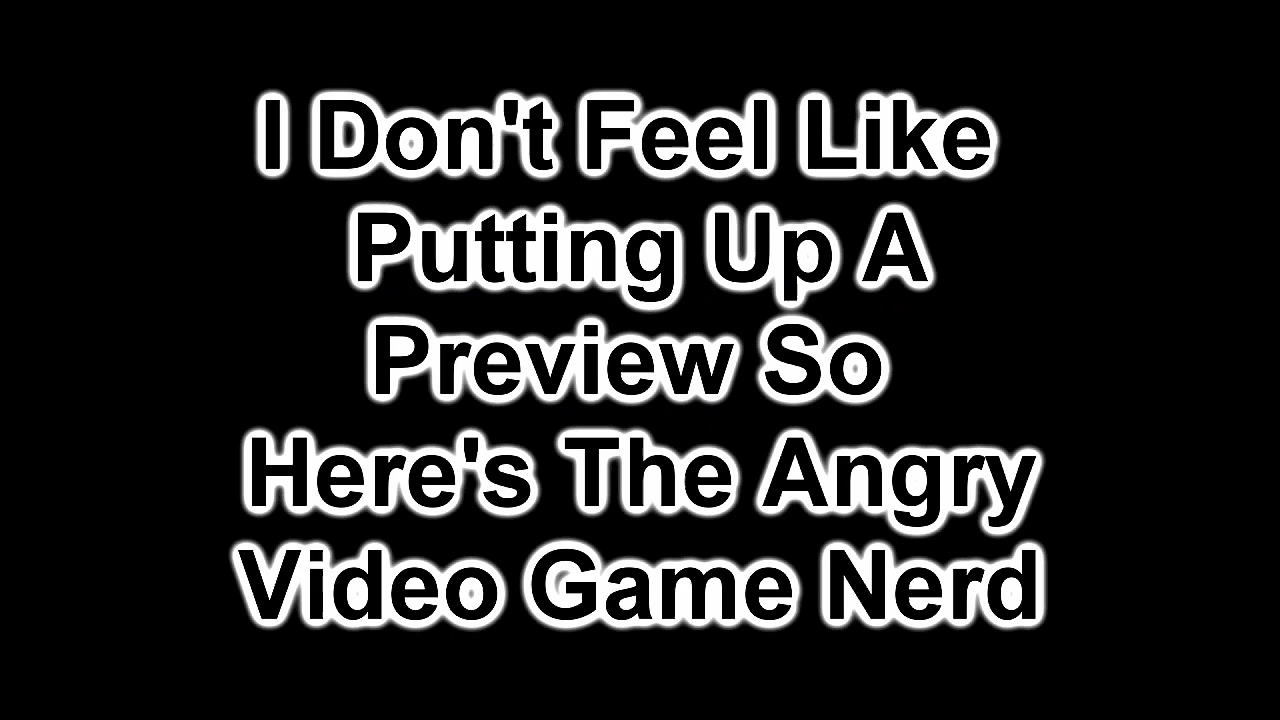 I Don't Feel Like
Putting Up A
Preview So
Here's The Angry
Video Game Nerd